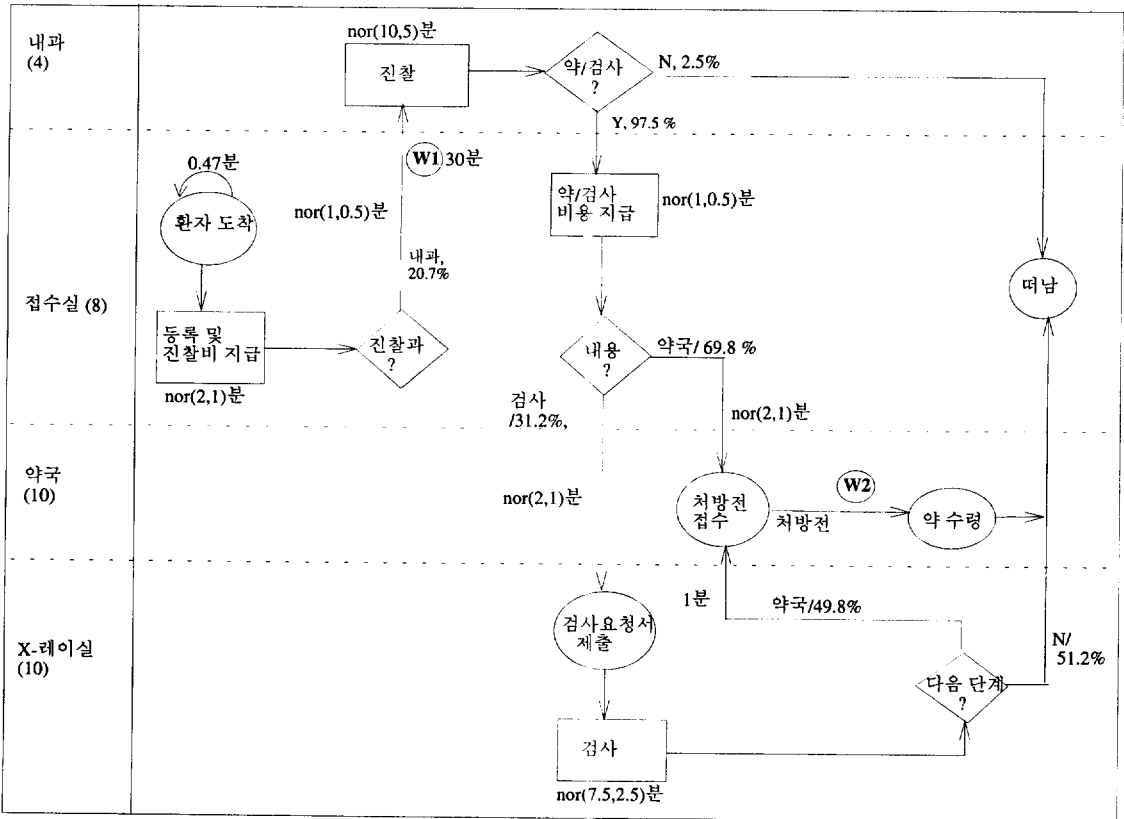 내과
(4)
nor(10,5)분
진찰
약/검사
?
N, 2.5%
Y, 97.5 %
W1 30분
0.47분
환자 도착
nor(1,0.5)분
내과,
20.7%
약/검사
비용 지급
nor(1,0.5)분
떠남
접수실 (8)
등록 및
진찰비 지급
nor(2,1)분
진찰과
?
내용
?
약국/ 69.8 %
검사
/31.2%,
nor(2,1)분
약국
(10)
nor(2,1)분
처방전
접수
W2
처방전
약 수령
1분
약국/49.8%
X-레이실
(10)
검사요청서
제출
N/
51.2%
다음 단계
?
검사
nor(7.5,2.5)분